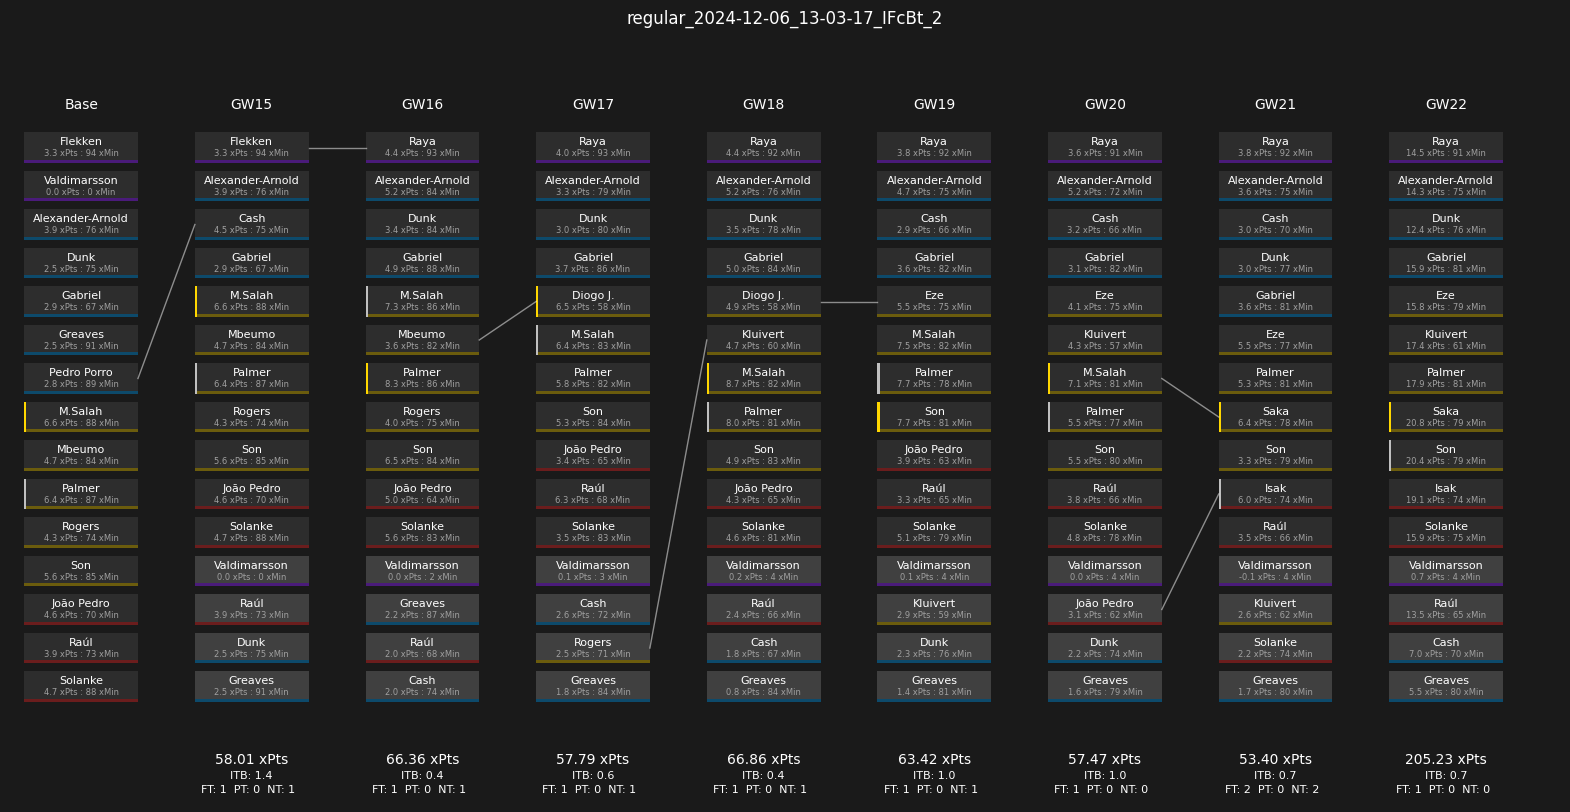 regular_2024-12-06_13-03-17_IFcBt_2
Base
Flekken
3.3 xPts : 94 xMin
Valdimarsson
0.0 xPts : 0 xMin
Alexander-Arnold
3.9 xPts : 76 xMin
Dunk
2.5 xPts : 75 xMin
Gabriel
2.9 xPts : 67 xMin
Greaves
2.5 xPts : 91 xMin
Pedro Porro
2.8 xPts : 89 xMin
M.Salah
6.6 xPts : 88 xMin
Mbeumo
4.7 xPts : 84 xMin
Palmer
6.4 xPts : 87 xMin
Rogers
4.3 xPts : 74 xMin
Son
5.6 xPts : 85 xMin
João Pedro
4.6 xPts : 70 xMin
Raúl
3.9 xPts : 73 xMin
Solanke
4.7 xPts : 88 xMin
GW15
Flekken
3.3 xPts : 94 xMin
Alexander-Arnold
3.9 xPts : 76 xMin
Cash
4.5 xPts : 75 xMin
Gabriel
2.9 xPts : 67 xMin
M.Salah
6.6 xPts : 88 xMin
Mbeumo
4.7 xPts : 84 xMin
Palmer
6.4 xPts : 87 xMin
Rogers
4.3 xPts : 74 xMin
Son
5.6 xPts : 85 xMin
João Pedro
4.6 xPts : 70 xMin
Solanke
4.7 xPts : 88 xMin
Valdimarsson
0.0 xPts : 0 xMin
Raúl
3.9 xPts : 73 xMin
Dunk
2.5 xPts : 75 xMin
Greaves
2.5 xPts : 91 xMin
58.01 xPts
ITB: 1.4
FT: 1 PT: 0 NT: 1
GW16
Raya
4.4 xPts : 93 xMin
Alexander-Arnold
5.2 xPts : 84 xMin
Dunk
3.4 xPts : 84 xMin
Gabriel
4.9 xPts : 88 xMin
M.Salah
7.3 xPts : 86 xMin
Mbeumo
3.6 xPts : 82 xMin
Palmer
8.3 xPts : 86 xMin
Rogers
4.0 xPts : 75 xMin
Son
6.5 xPts : 84 xMin
João Pedro
5.0 xPts : 64 xMin
Solanke
5.6 xPts : 83 xMin
Valdimarsson
0.0 xPts : 2 xMin
Greaves
2.2 xPts : 87 xMin
Raúl
2.0 xPts : 68 xMin
Cash
2.0 xPts : 74 xMin
66.36 xPts
ITB: 0.4
FT: 1 PT: 0 NT: 1
GW17
Raya
4.0 xPts : 93 xMin
Alexander-Arnold
3.3 xPts : 79 xMin
Dunk
3.0 xPts : 80 xMin
Gabriel
3.7 xPts : 86 xMin
Diogo J.
6.5 xPts : 58 xMin
M.Salah
6.4 xPts : 83 xMin
Palmer
5.8 xPts : 82 xMin
Son
5.3 xPts : 84 xMin
João Pedro
3.4 xPts : 65 xMin
Raúl
6.3 xPts : 68 xMin
Solanke
3.5 xPts : 83 xMin
Valdimarsson
0.1 xPts : 3 xMin
Cash
2.6 xPts : 72 xMin
Rogers
2.5 xPts : 71 xMin
Greaves
1.8 xPts : 84 xMin
57.79 xPts
ITB: 0.6
FT: 1 PT: 0 NT: 1
GW18
Raya
4.4 xPts : 92 xMin
Alexander-Arnold
5.2 xPts : 76 xMin
Dunk
3.5 xPts : 78 xMin
Gabriel
5.0 xPts : 84 xMin
Diogo J.
4.9 xPts : 58 xMin
Kluivert
4.7 xPts : 60 xMin
M.Salah
8.7 xPts : 82 xMin
Palmer
8.0 xPts : 81 xMin
Son
4.9 xPts : 83 xMin
João Pedro
4.3 xPts : 65 xMin
Solanke
4.6 xPts : 81 xMin
Valdimarsson
0.2 xPts : 4 xMin
Raúl
2.4 xPts : 66 xMin
Cash
1.8 xPts : 67 xMin
Greaves
0.8 xPts : 84 xMin
66.86 xPts
ITB: 0.4
FT: 1 PT: 0 NT: 1
GW19
Raya
3.8 xPts : 92 xMin
Alexander-Arnold
4.7 xPts : 75 xMin
Cash
2.9 xPts : 66 xMin
Gabriel
3.6 xPts : 82 xMin
Eze
5.5 xPts : 75 xMin
M.Salah
7.5 xPts : 82 xMin
Palmer
7.7 xPts : 78 xMin
Son
7.7 xPts : 81 xMin
João Pedro
3.9 xPts : 63 xMin
Raúl
3.3 xPts : 65 xMin
Solanke
5.1 xPts : 79 xMin
Valdimarsson
0.1 xPts : 4 xMin
Kluivert
2.9 xPts : 59 xMin
Dunk
2.3 xPts : 76 xMin
Greaves
1.4 xPts : 81 xMin
63.42 xPts
ITB: 1.0
FT: 1 PT: 0 NT: 1
GW20
Raya
3.6 xPts : 91 xMin
Alexander-Arnold
5.2 xPts : 72 xMin
Cash
3.2 xPts : 66 xMin
Gabriel
3.1 xPts : 82 xMin
Eze
4.1 xPts : 75 xMin
Kluivert
4.3 xPts : 57 xMin
M.Salah
7.1 xPts : 81 xMin
Palmer
5.5 xPts : 77 xMin
Son
5.5 xPts : 80 xMin
Raúl
3.8 xPts : 66 xMin
Solanke
4.8 xPts : 78 xMin
Valdimarsson
0.0 xPts : 4 xMin
João Pedro
3.1 xPts : 62 xMin
Dunk
2.2 xPts : 74 xMin
Greaves
1.6 xPts : 79 xMin
57.47 xPts
ITB: 1.0
FT: 1 PT: 0 NT: 0
GW21
Raya
3.8 xPts : 92 xMin
Alexander-Arnold
3.6 xPts : 75 xMin
Cash
3.0 xPts : 70 xMin
Dunk
3.0 xPts : 77 xMin
Gabriel
3.6 xPts : 81 xMin
Eze
5.5 xPts : 77 xMin
Palmer
5.3 xPts : 81 xMin
Saka
6.4 xPts : 78 xMin
Son
3.3 xPts : 79 xMin
Isak
6.0 xPts : 74 xMin
Raúl
3.5 xPts : 66 xMin
Valdimarsson
-0.1 xPts : 4 xMin
Kluivert
2.6 xPts : 62 xMin
Solanke
2.2 xPts : 74 xMin
Greaves
1.7 xPts : 80 xMin
53.40 xPts
ITB: 0.7
FT: 2 PT: 0 NT: 2
GW22
Raya
14.5 xPts : 91 xMin
Alexander-Arnold
14.3 xPts : 75 xMin
Dunk
12.4 xPts : 76 xMin
Gabriel
15.9 xPts : 81 xMin
Eze
15.8 xPts : 79 xMin
Kluivert
17.4 xPts : 61 xMin
Palmer
17.9 xPts : 81 xMin
Saka
20.8 xPts : 79 xMin
Son
20.4 xPts : 79 xMin
Isak
19.1 xPts : 74 xMin
Solanke
15.9 xPts : 75 xMin
Valdimarsson
0.7 xPts : 4 xMin
Raúl
13.5 xPts : 65 xMin
Cash
7.0 xPts : 70 xMin
Greaves
5.5 xPts : 80 xMin
205.23 xPts
ITB: 0.7
FT: 1 PT: 0 NT: 0